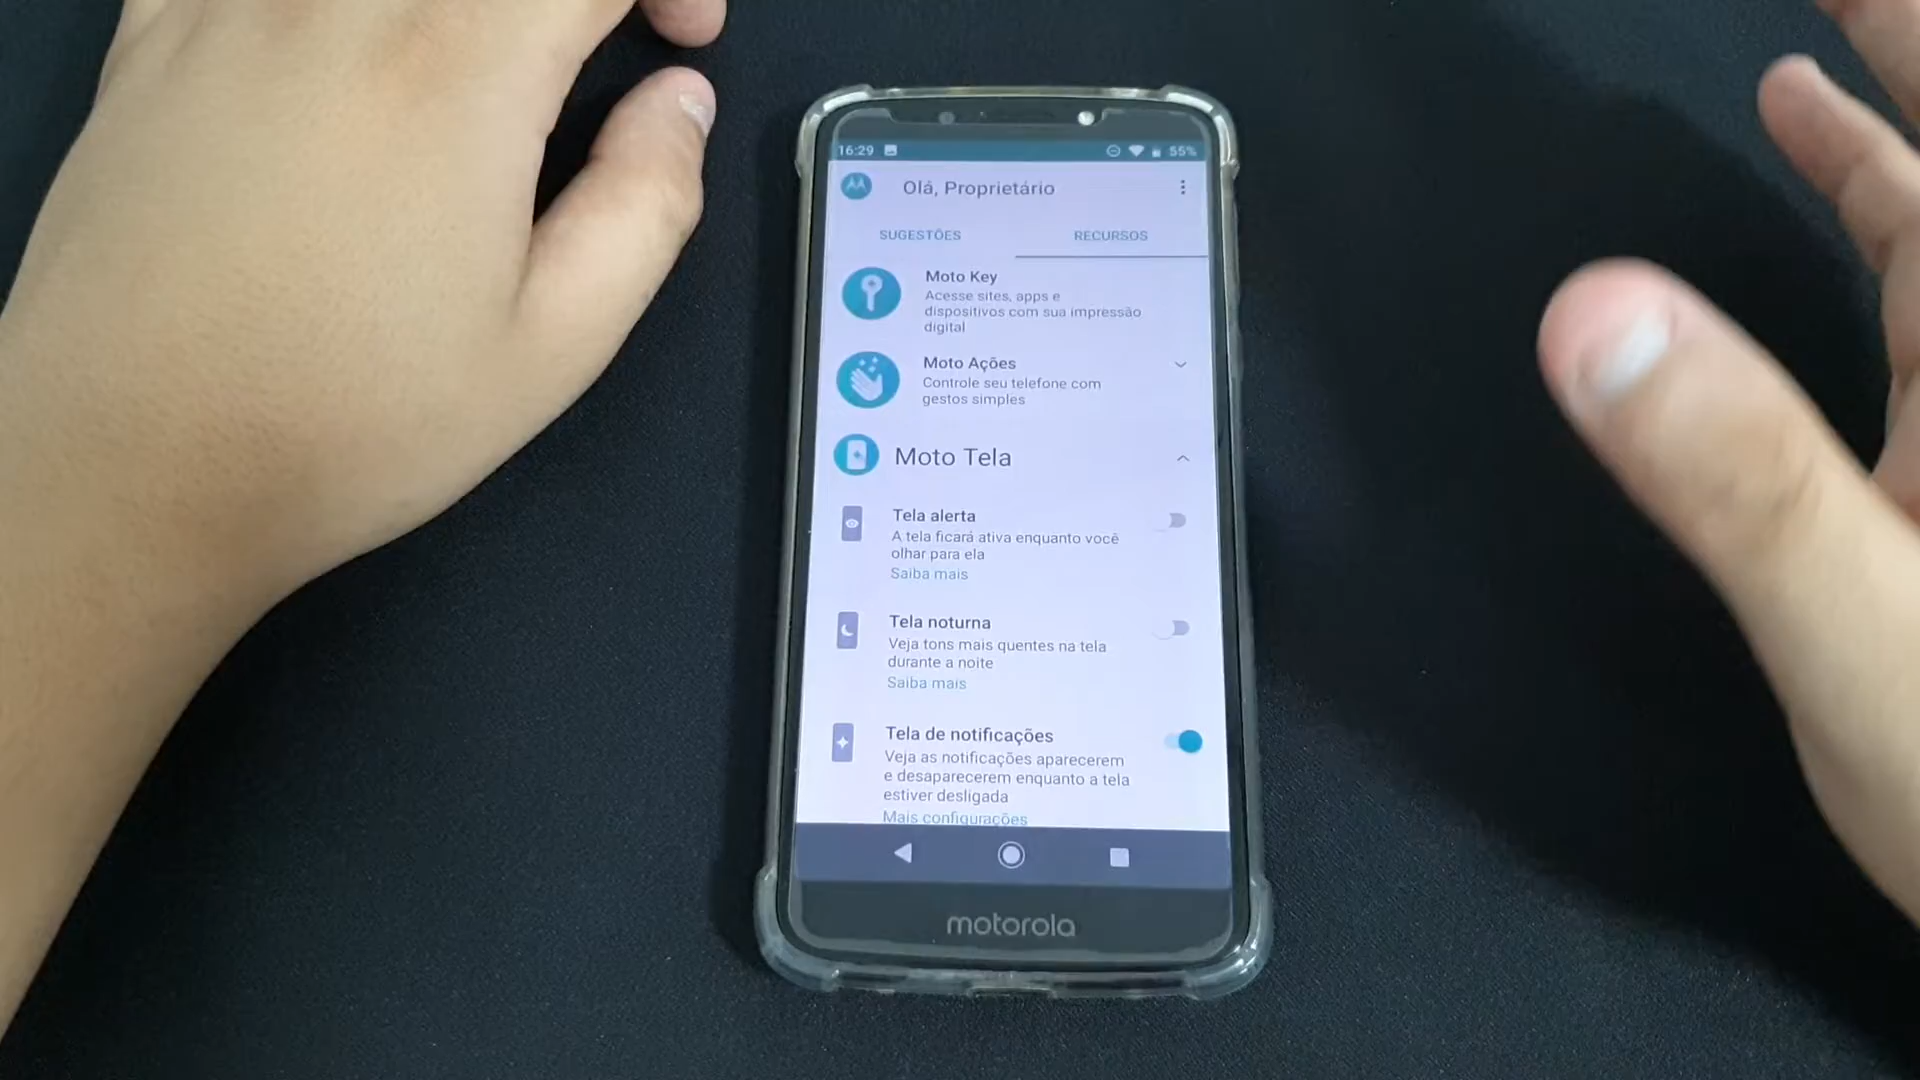 16:29 55%
Olá, Proprietário
SUGESTÕES RECURSOS
Moto Key
Acesse sites, apps e
dispositivos com sua impressão
digital
Moto Ações
Controle seu telefone com
gestos simples
Moto Tela
Tela alerta
A tela ficará ativa enquanto você
olhar para ela
Saiba mais
Tela noturna
Veja tons mais quentes na tela
durante a noite
Saiba mais
Tela de notificações
Veja as notificações aparecerem
e desaparecerem enquanto a tela
estiver desligada
Mais configurações
motorola